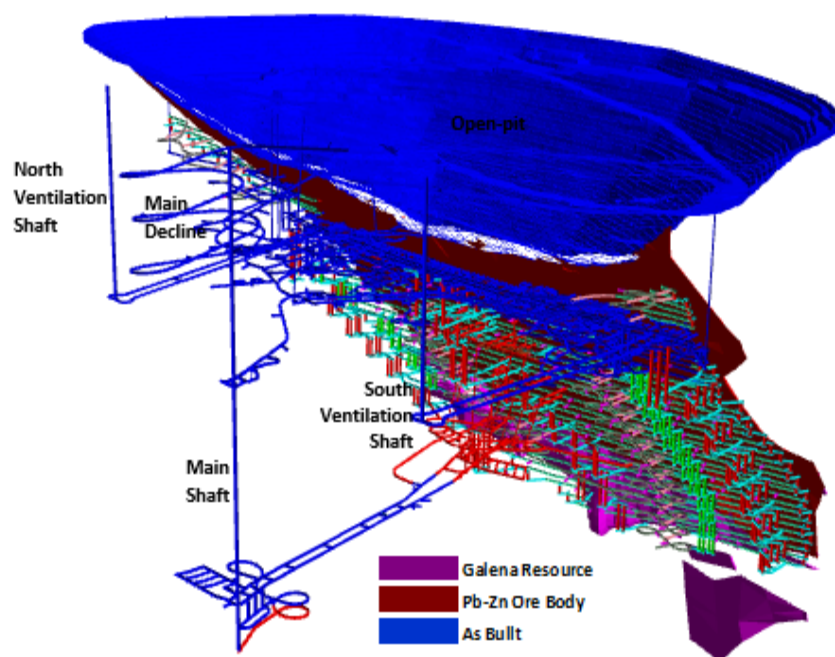 Open-pit
North
Ventilation
Shaft
Main
Decline
South
Ventilation
Shaft
Main
Shaft
Galena Resource
Pb-Zn Ore Body
As Built